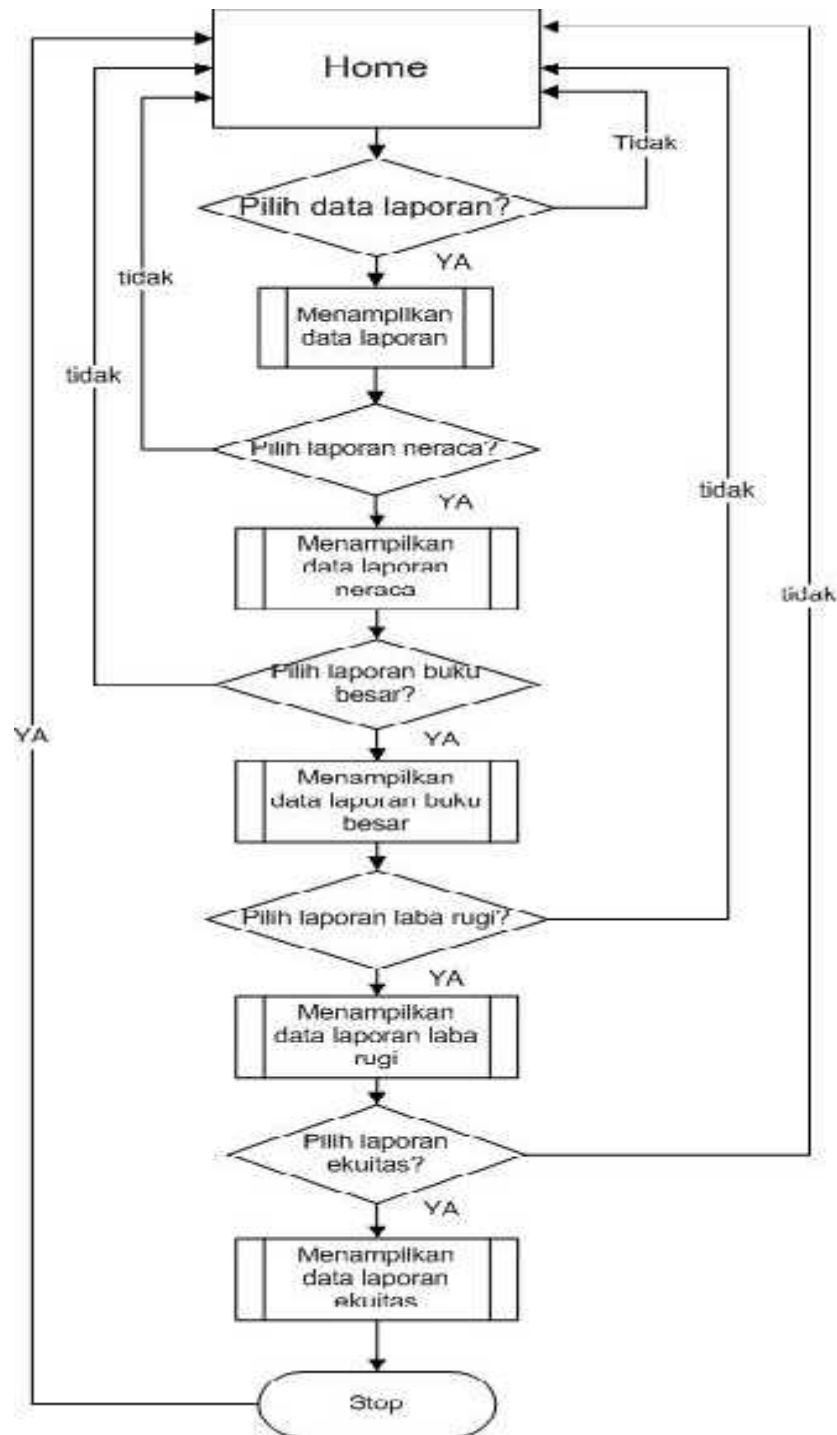 Home
Tidak
Pilih data laporan?
YA
tidak
Menampilkan
data laporan
tidak
Pilih laporan neraca?
YA
tidak
Menampilkan
data laporan
neraca
tidak
Pilih laporan buku
besar?
YA
YA
Menampilkan
data laporan buku
besar
Pilih laporan laba rugi?
YA
Menampilkan
data laporan laba
rugi
Pilih laporan
ekuitas?
YA
Menampilkan
data laporan
ekuitas
Stop